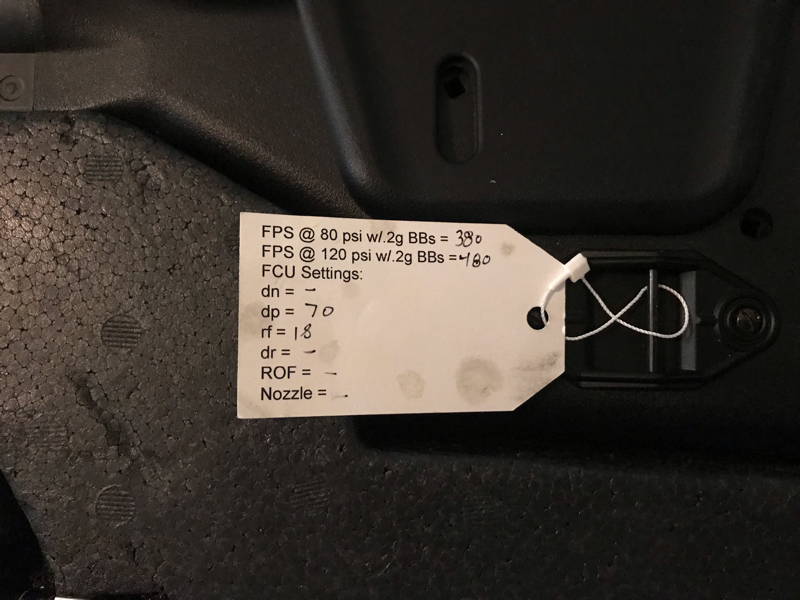 FPS @ 80 psi w/.2g BBs = 380
FPS @ 120 psi w/.2g BBs = 480
FCU Settings:
dn = -
dp = 70
rf = 18
dr = -
ROF = -
Nozzle = -